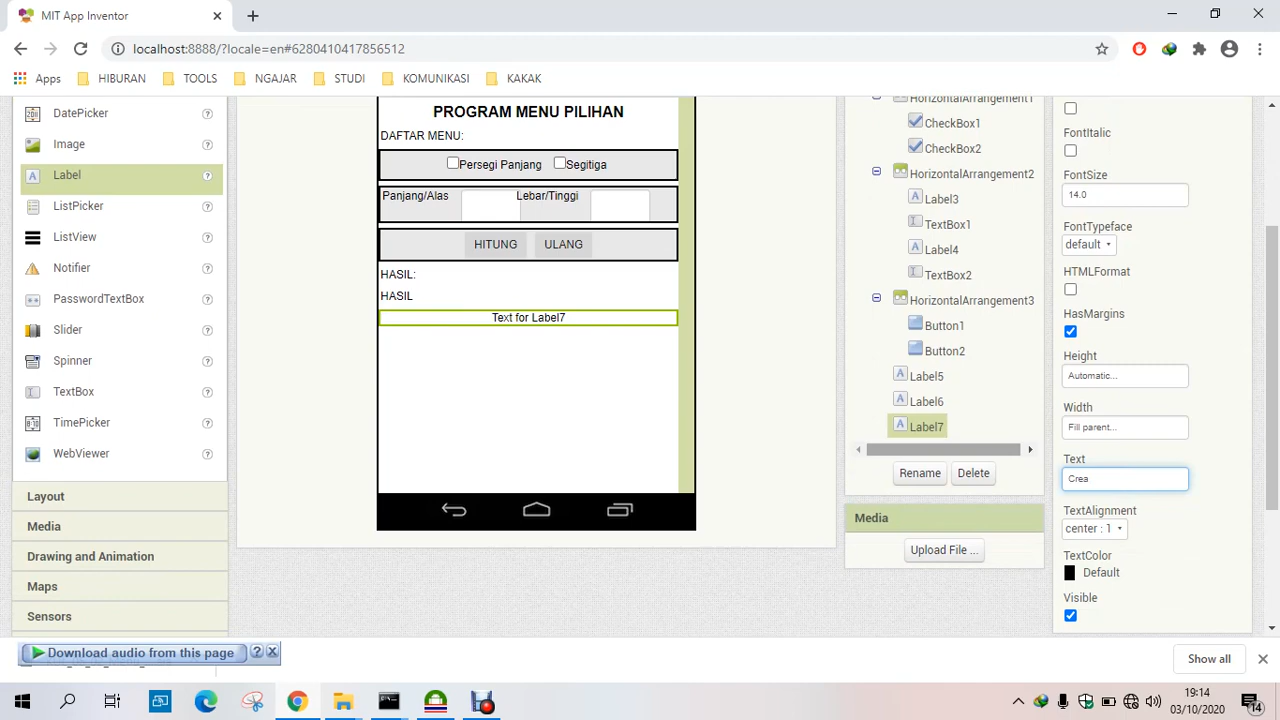 MIT App Inventor
localhost:8888/?locale=en#6280410417856512
Apps HIBURAN TOOLS NGAJAR STUDI KOMUNIKASI KAKAK
DatePicker
Image
Label
ListPicker
ListView
Notifier
PasswordTextBox
Slider
Spinner
TextBox
TimePicker
WebViewer
Layout
Media
Drawing and Animation
Maps
Sensors
PROGRAM MENU PILIHAN
DAFTAR MENU:
Persegi Panjang Segitiga
Panjang/Alas Lebar/Tinggi
HITUNG ULANG
HASIL:
HASIL
Text for Label7
HorizontalArrangement1
CheckBox1
CheckBox2
HorizontalArrangement2
Label3
TextBox1
Label4
TextBox2
HorizontalArrangement3
Button1
Button2
Label5
Label6
Label7
Rename Delete
Media
Upload File ...
FontItalic
FontSize
14.0
FontTypeface
default
HTMLFormat
HasMargins
Height
Automatic...
Width
Fill parent...
Text
Crea
TextAlignment
center : 1
TextColor
Default
Visible
Download audio from this page ?
Show all
19:14
03/10/2020
14